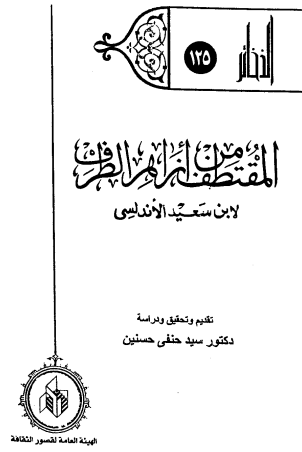 الذخائر
١٢٥
المقتطف من أزاهر الطرف
لابن سعيد الأندلسى
تقديم وتحقيق ودراسة
دكتور سيد حنفى حسنين
الهيئة العامة لقصور الثقافة